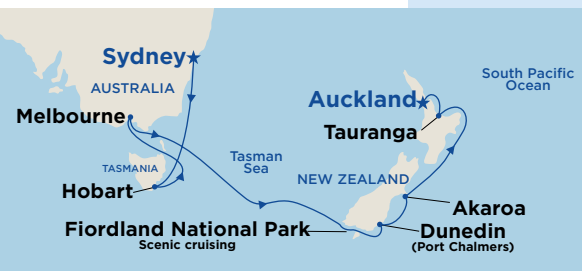 Sydney
AUSTRALIA
Melbourne
TASMANIA
Hobart
Tasman
Sea
South Pacific
Ocean
Auckland
Tauranga
NEW ZEALAND
Akaroa
Fiordland National Park
Scenic cruising
Dunedin
(Port Chalmers)